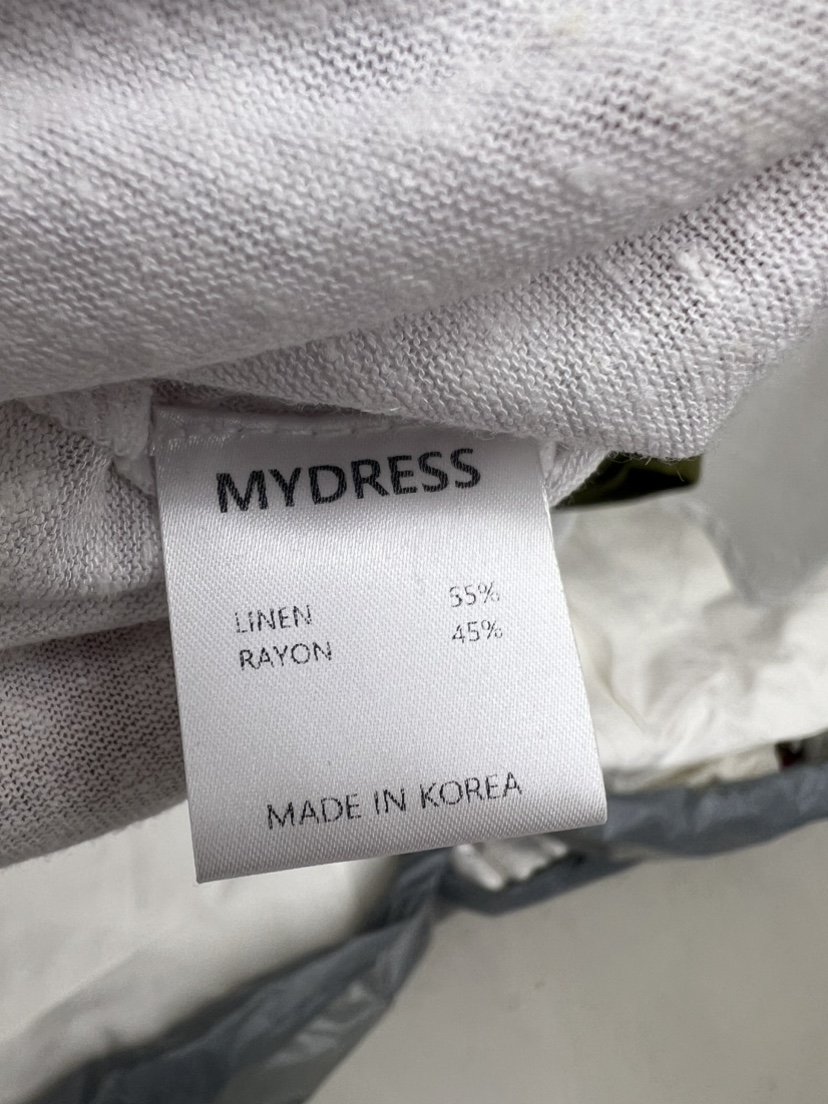 MYDRESS
LINEN 55%
RAYON 45%
MADE IN KOREA